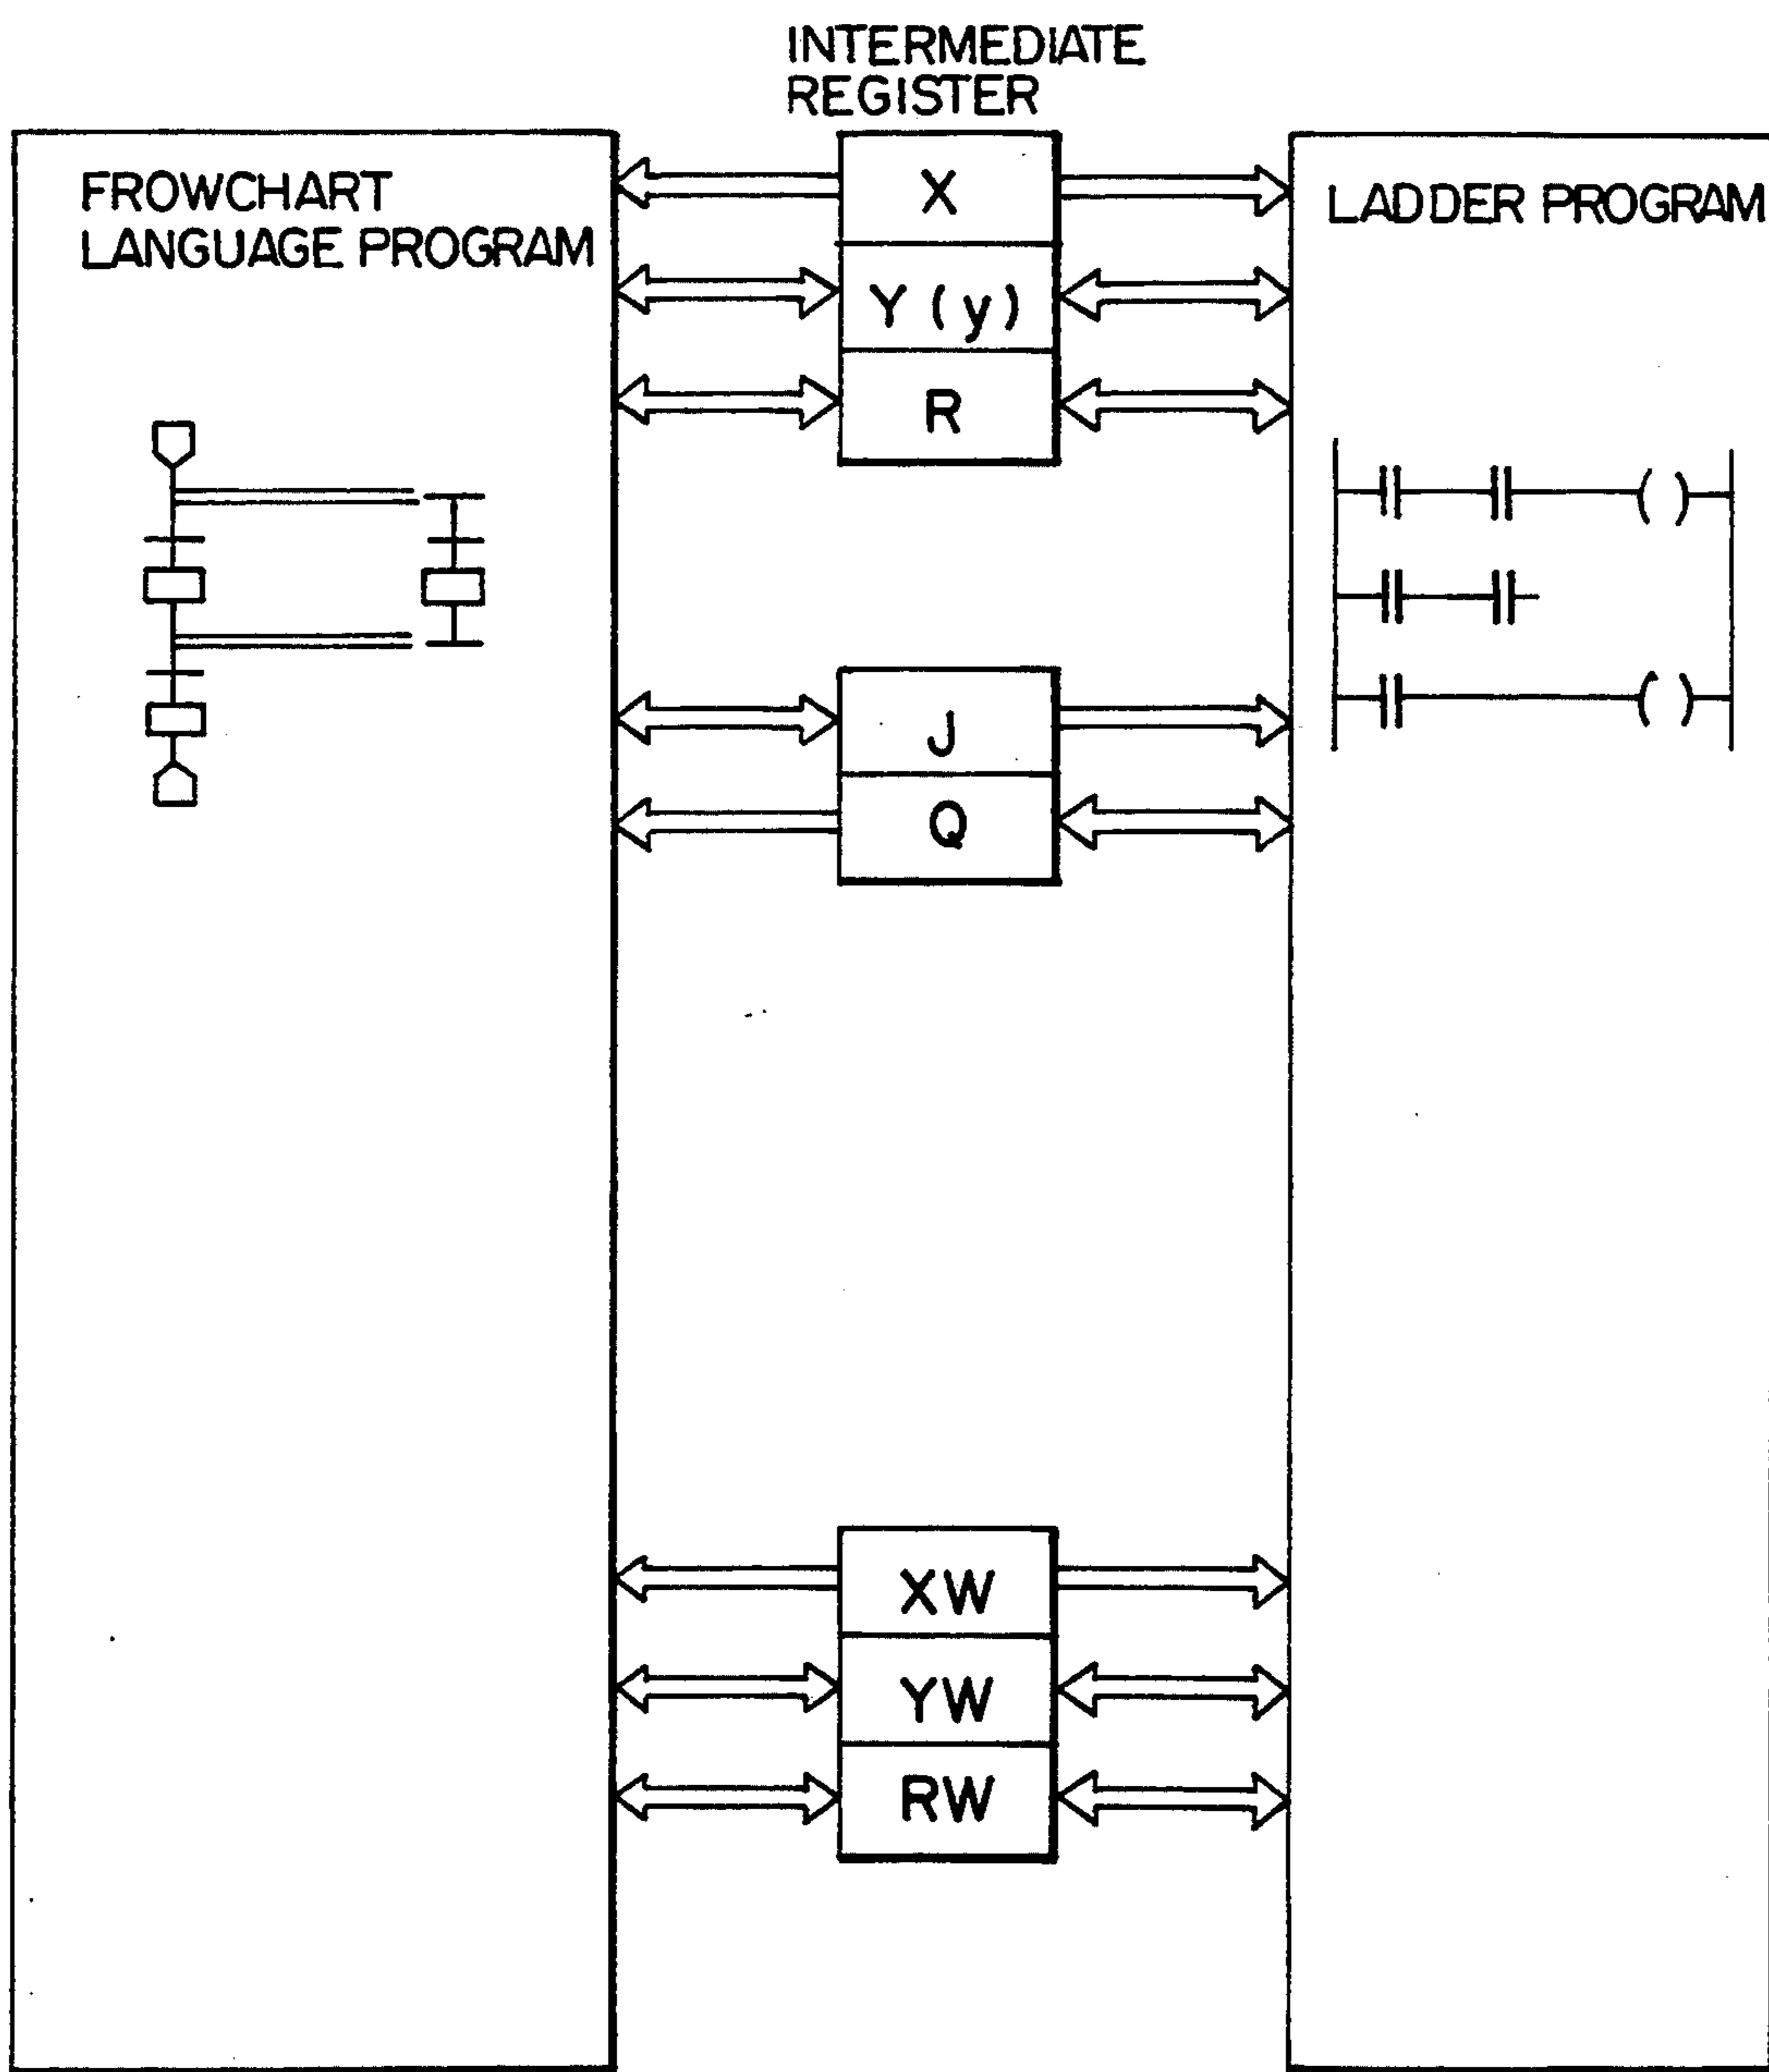 INTERMEDIATE
REGISTER
FROWCHART
LANGUAGE PROGRAM
X
Y (y)
R
J
Q
XW
YW
RW
LADDER PROGRAM